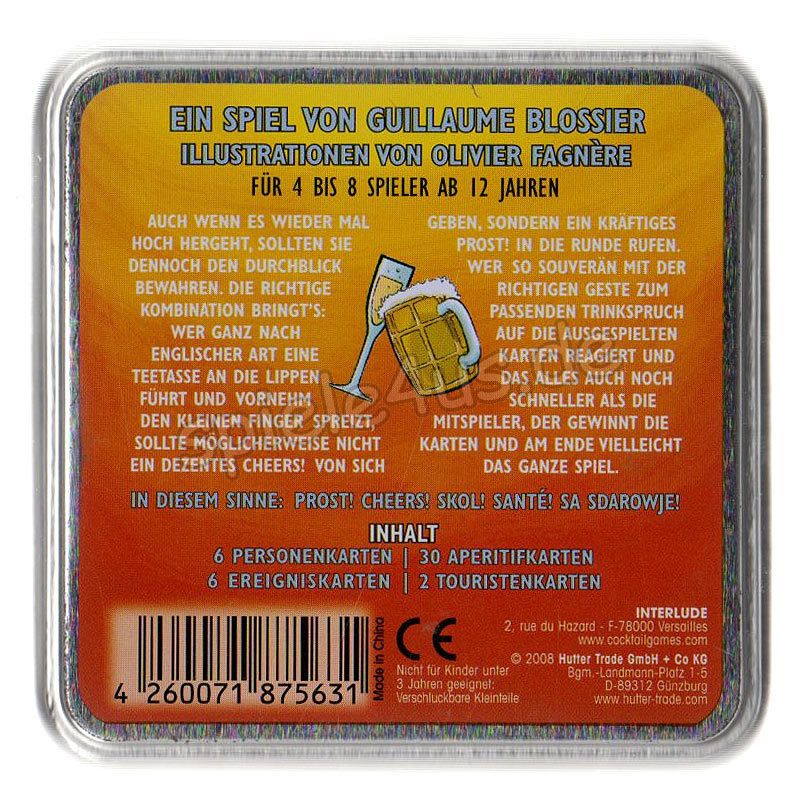 EIN SPIEL VON GUILLAUME BLOSSIER
ILLUSTRATIONEN VON OLIVIER FAGNÈRE
FÜR 4 BIS 8 SPIELER AB 12 JAHREN
AUCH WENN ES WIEDER MAL
HOCH HERGEHT, SOLLTEN SIE
DENNOCH DEN DURCHBLICK
BEWAHREN. DIE RICHTIGE
KOMBINATION BRINGT'S:
WER GANZ NACH
ENGLISCHER ART EINE
TEETASSE AN DIE LIPPEN
FÜHRT UND VORNEHM
DEN KLEINEN FINGER SPREIZT,
SOLLTE MÖGLICHERWEISE NICHT
EIN DEZENTES CHEERS! VON SICH
GEBEN, SONDERN EIN KRÄFTIGES
PROST! IN DIE RUNDE RUFEN.
WER SO SOUVERÄN MIT DER
RICHTIGEN GESTE ZUM
PASSENDEN TRINKSPRUCH
AUF DIE AUSGESPIELTEN
KARTEN REAGIERT UND
DAS ALLES AUCH NOCH
SCHNELLER ALS DIE
MITSPIELER, DER GEWINNT DIE
KARTEN UND AM ENDE VIELLEICHT
DAS GANZE SPIEL.
spiele4us.de
IN DIESEM SINNE: PROST! CHEERS! SKOL! SANTÉ! SA SDAROWJE!
INHALT
6 PERSONENKARTEN | 30 APERITIFKARTEN
6 EREIGNISKARTEN | 2 TOURISTENKARTEN
4 260071 875631
Made in China
CE
Nicht für Kinder unter
3 Jahren geeignet:
Verschluckbare Kleinteile
INTERLUDE
2, rue du Hazard - F-78000 Versailles
www.cocktailgames.com
© 2008 Hutter Trade GmbH + Co KG
Bgm.-Landmann-Platz 1-5
D-89312 Günzburg
www.hutter-trade.com